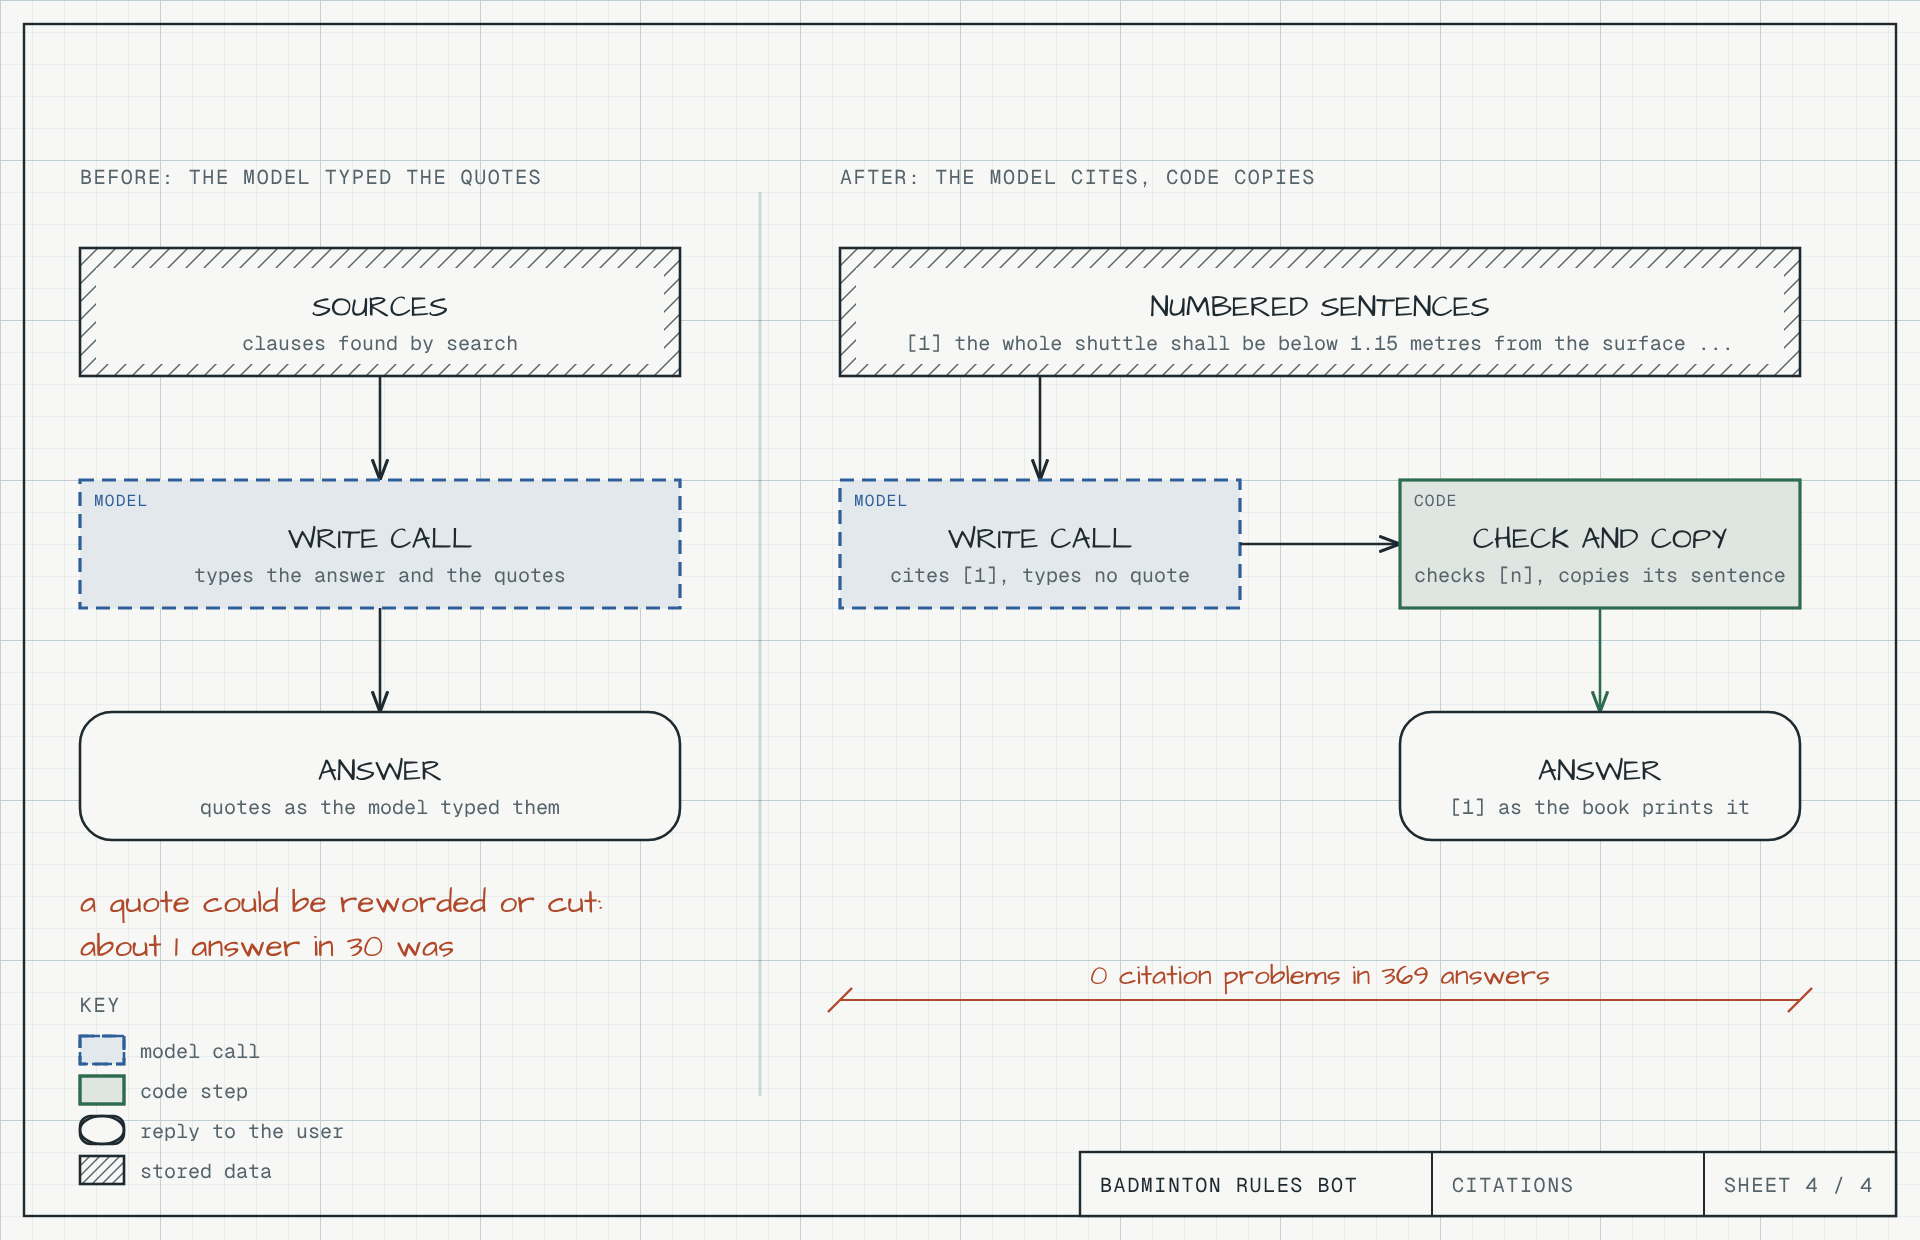 BEFORE: THE MODEL TYPED THE QUOTES
SOURCES
clauses found by search
MODEL
WRITE CALL
types the answer and the quotes
ANSWER
quotes as the model typed them
a quote could be reworded or cut:
about 1 answer in 30 was
KEY
model call
code step
reply to the user
stored data
AFTER: THE MODEL CITES, CODE COPIES
NUMBERED SENTENCES
[1] the whole shuttle shall be below 1.15 metres from the surface ...
MODEL
WRITE CALL
cites [1], types no quote
CODE
CHECK AND COPY
checks [n], copies its sentence
ANSWER
[1] as the book prints it
0 citation problems in 369 answers
BADMINTON RULES BOT
CITATIONS
SHEET 4 / 4